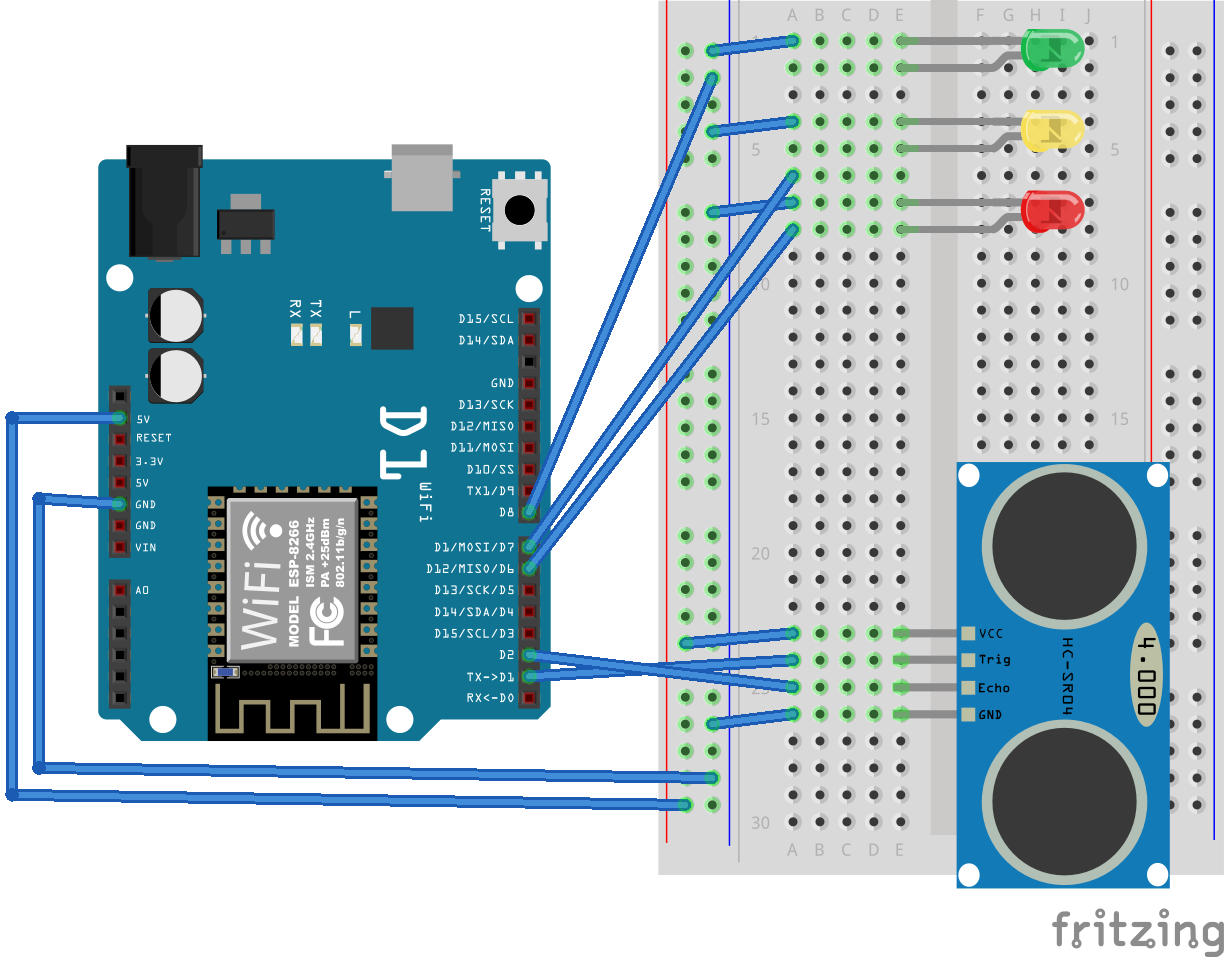 A B C D E
F G H I J
1
1
5
5
10
10
15
15
20
25
30
A B C D E
RESET
RX
TX
L
D15/SCL
D14/SDA
GND
D13/SCK
D12/MISO
D11/MOSI
D10/SS
TX1/D9
D8
D1/MOSI/D7
D12/MISO/D6
D13/SCK/D5
D14/SDA/D4
D15/SCL/D3
D2
TX->D1
RX<-D0
5V
RESET
3.3V
5V
GND
GND
VIN
A0
D1
WiFi
WiFi
MODEL ESP-8266
ISM 2.4GHz
PA +25dBm
802.11b/g/n
FC
VCC
Trig
Echo
GND
HC-SR04
4.000
fritzing